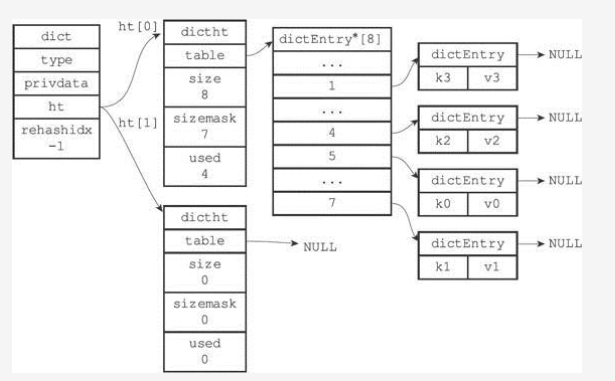 dict
type
privdata
ht
rehashidx
-1
ht[0]
ht[1]
dictht
table
size
8
sizemask
7
used
4
dictht
table
size
0
sizemask
0
used
0
NULL
dictEntry*[8]
...
1
...
4
5
...
7
dictEntry
k3 v3
NULL
dictEntry
k2 v2
NULL
dictEntry
k0 v0
NULL
dictEntry
k1 v1
NULL